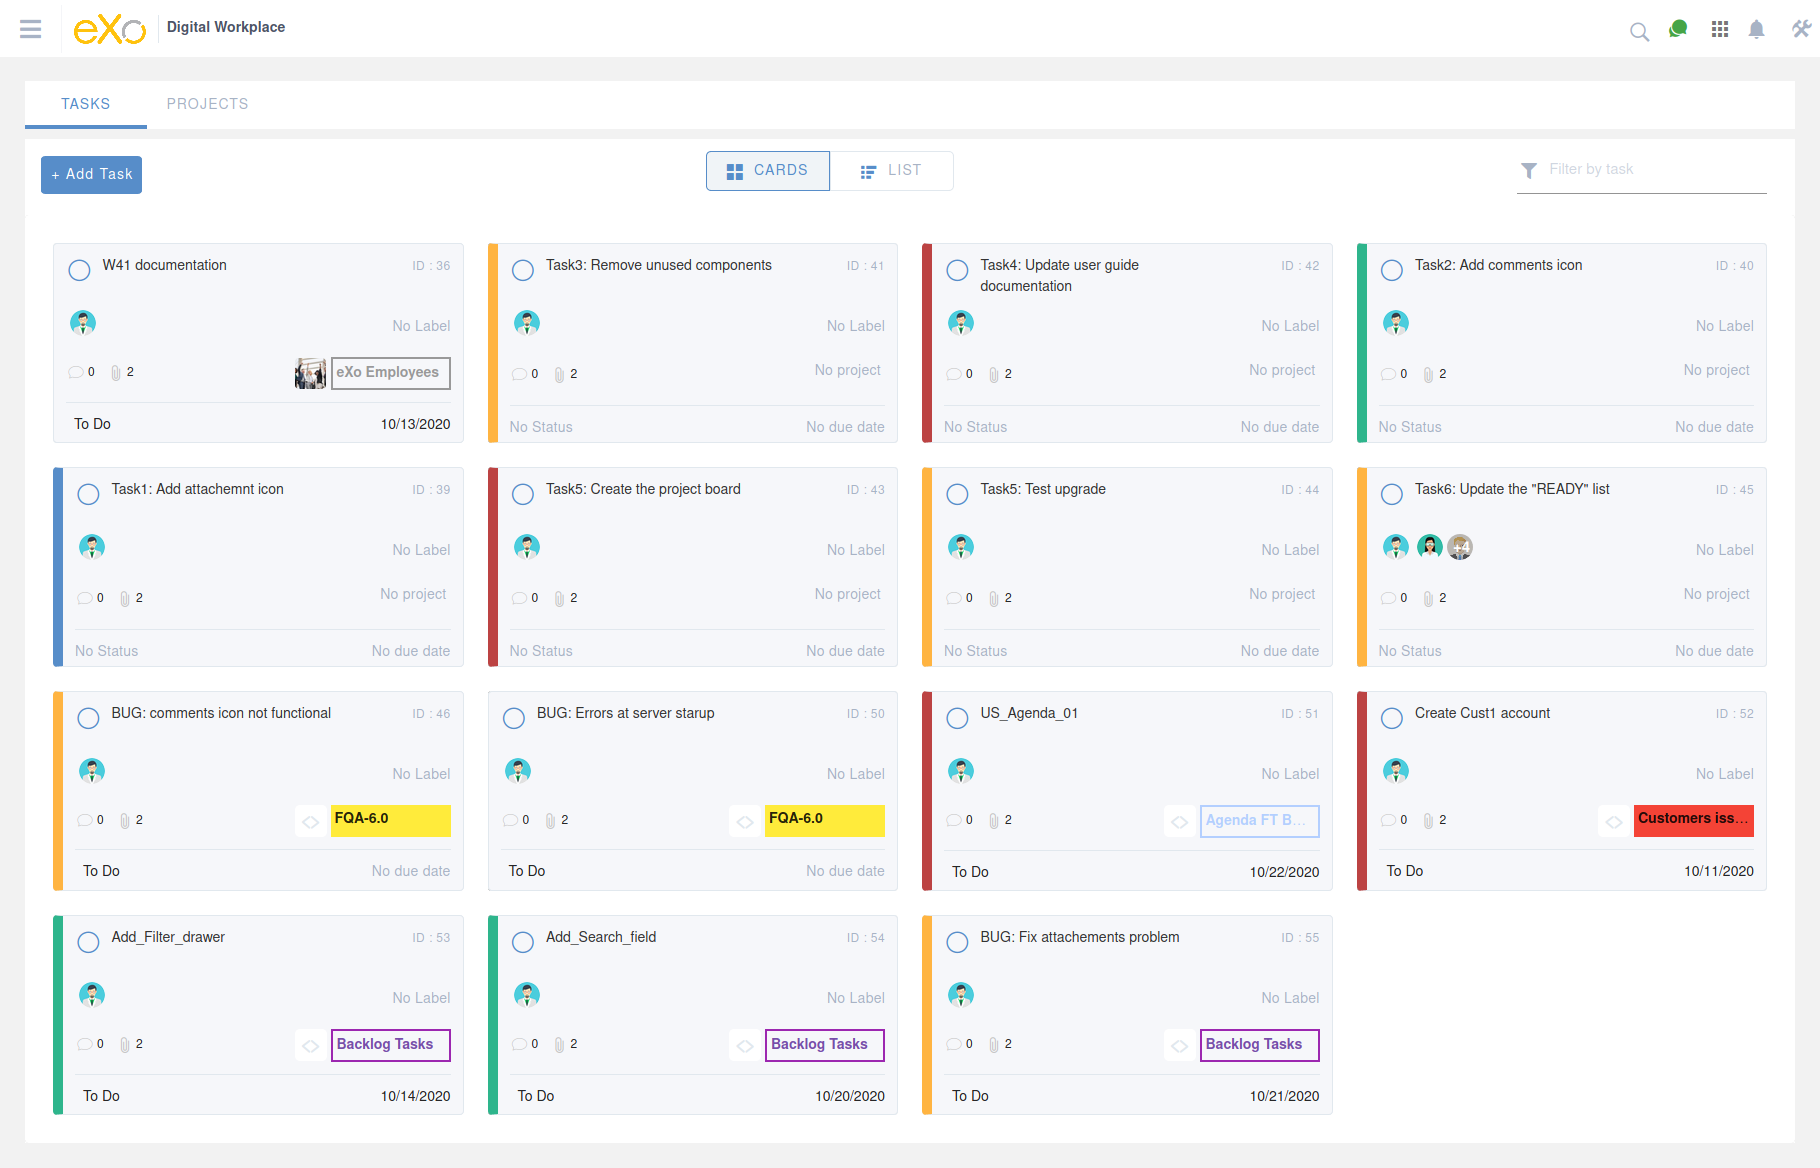 eXo Digital Workplace
TASKS PROJECTS
+ Add Task CARDS LIST Filter by task
W41 documentation ID : 36
No Label
0 2 eXo Employees
To Do 10/13/2020
Task3: Remove unused components ID : 41
No Label
0 2 No project
No Status No due date
Task4: Update user guide ID : 42
documentation
No Label
0 2 No project
No Status No due date
Task2: Add comments icon ID : 40
No Label
0 2 No project
No Status No due date
Task1: Add attachemnt icon ID : 39
No Label
0 2 No project
No Status No due date
Task5: Create the project board ID : 43
No Label
0 2 No project
No Status No due date
Task5: Test upgrade ID : 44
No Label
0 2 No project
No Status No due date
Task6: Update the "READY" list ID : 45
+4 No Label
0 2 No project
No Status No due date
BUG: comments icon not functional ID : 46
No Label
0 2 FQA-6.0
To Do No due date
BUG: Errors at server starup ID : 50
No Label
0 2 FQA-6.0
To Do No due date
US_Agenda_01 ID : 51
No Label
0 2 Agenda FT B...
To Do 10/22/2020
Create Cust1 account ID : 52
No Label
0 2 Customers iss...
To Do 10/11/2020
Add_Filter_drawer ID : 53
No Label
0 2 Backlog Tasks
To Do 10/14/2020
Add_Search_field ID : 54
No Label
0 2 Backlog Tasks
To Do 10/20/2020
BUG: Fix attachements problem ID : 55
No Label
0 2 Backlog Tasks
To Do 10/21/2020